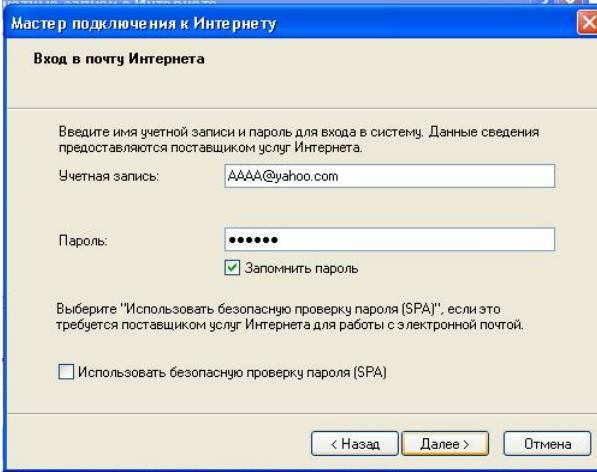 Мастер подключения к Интернету
Вход в почту Интернета
Введите имя учетной записи и пароль для входа в систему. Данные сведения
предоставляются поставщиком услуг Интернета.
Учетная запись:
AAAA@yahoo.com
Пароль:
••••••
Запомнить пароль
Выберите "Использовать безопасную проверку пароля (SPA)", если это
требуется поставщиком услуг Интернета для работы с электронной почтой.
Использовать безопасную проверку пароля (SPA)
< Назад
Далее >
Отмена